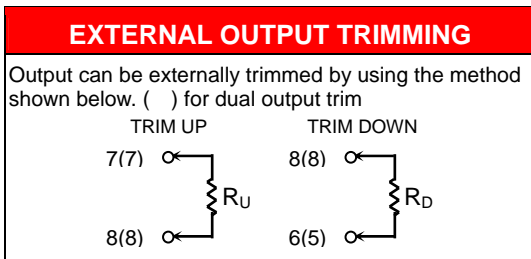 EXTERNAL OUTPUT TRIMMING
Output can be externally trimmed by using the method
shown below. (   ) for dual output trim
TRIM UP TRIM DOWN
7(7) 8(8)
RU RD
8(8) 6(5)